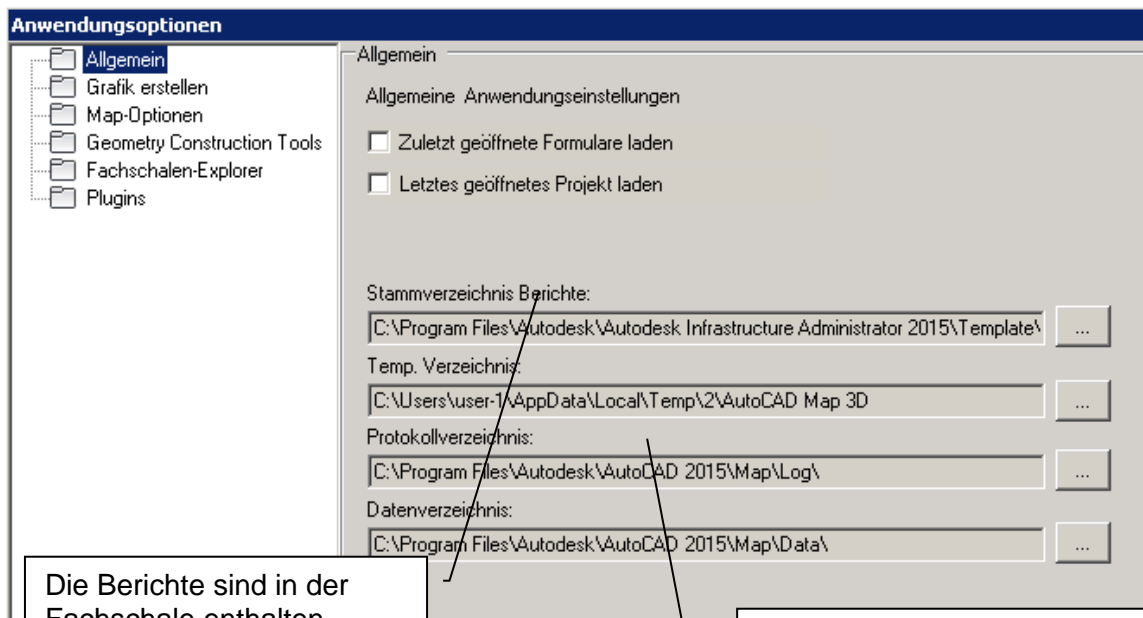 Anwendungsoptionen
Allgemein
Grafik erstellen
Map-Optionen
Geometry Construction Tools
Fachschalen-Explorer
Plugins
Allgemein
Allgemeine Anwendungseinstellungen
Zuletzt geöffnete Formulare laden
Letztes geöffnetes Projekt laden
Stammverzeichnis Berichte:
C:\Program Files\Autodesk\Autodesk Infrastructure Administrator 2015\Template\
...
Temp. Verzeichnis:
C:\Users\user-1\AppData\Local\Temp\2\AutoCAD Map 3D
...
Protokollverzeichnis:
C:\Program Files\Autodesk\AutoCAD 2015\Map\Log\
...
Datenverzeichnis:
C:\Program Files\Autodesk\AutoCAD 2015\Map\Data\
...
Die Berichte sind in der
Fachschale enthalten